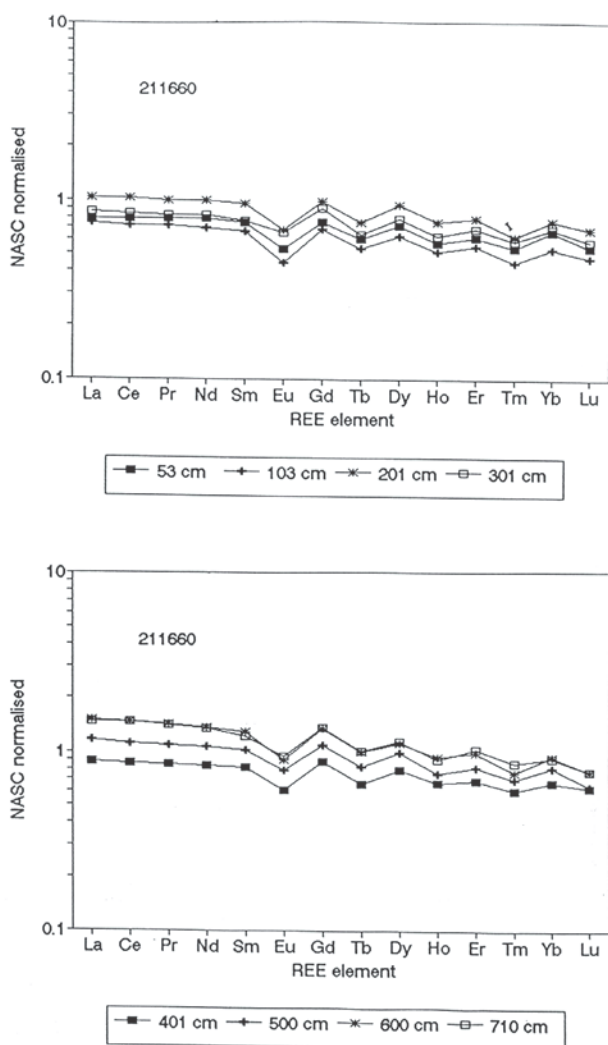 10
211660
NASC normalised
1
0.1
La Ce Pr Nd Sm Eu Gd Tb Dy Ho Er Tm Yb Lu
REE element
53 cm 103 cm 201 cm 301 cm
10
211660
NASC normalised
1
0.1
La Ce Pr Nd Sm Eu Gd Tb Dy Ho Er Tm Yb Lu
REE element
401 cm 500 cm 600 cm 710 cm